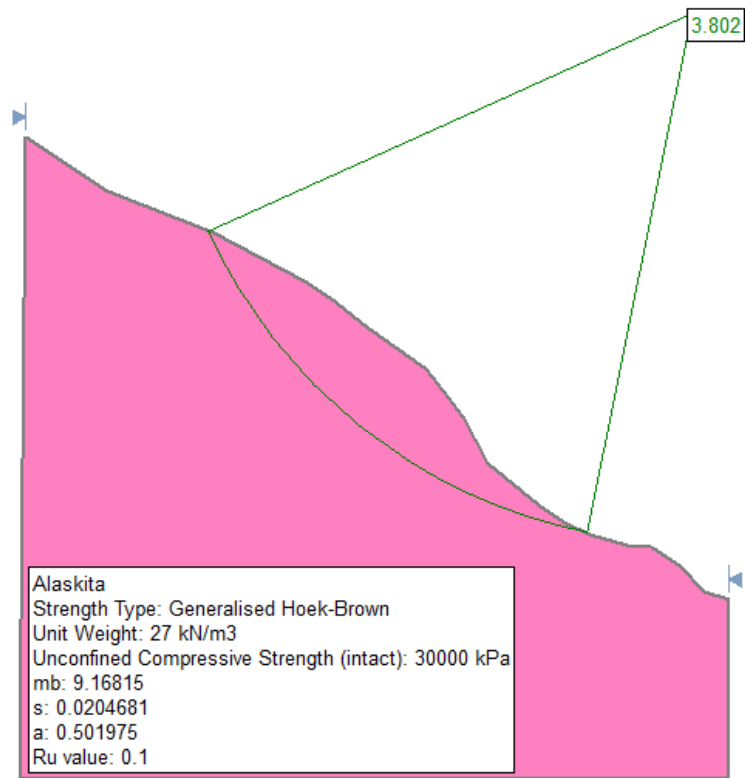 3.802
Alaskita
Strength Type: Generalised Hoek-Brown
Unit Weight: 27 kN/m3
Unconfined Compressive Strength (intact): 30000 kPa
mb: 9.16815
s: 0.0204681
a: 0.501975
Ru value: 0.1